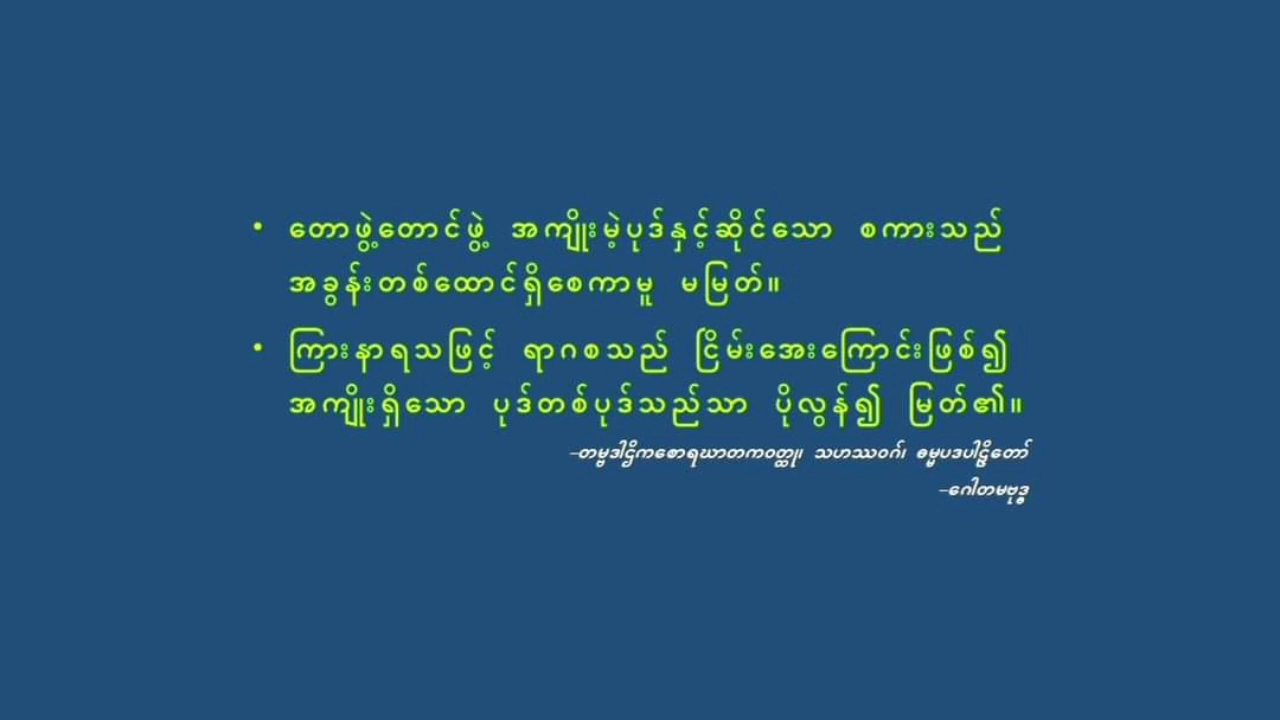 • တောဖွဲ့တောင်ဖွဲ့ အကျိုးမဲ့ပုဒ်နှင့်ဆိုင်သော စကားသည်
အခွန်းတစ်ထောင်ရှိစေကာမူ မမြတ်။
• ကြားနာရသဖြင့် ရာဂစသည် ငြိမ်းအေးကြောင်းဖြစ်၍
အကျိုးရှိသော ပုဒ်တစ်ပုဒ်သည်သာ ပိုလွန်၍ မြတ်၏။
–တမ္ဗဒါဌိကစောရဃာတကဝတ္ထု၊ သဟဿဝဂ်၊ ဓမ္မပဒပါဠိတော်
–ဂေါတမဗုဒ္ဓ